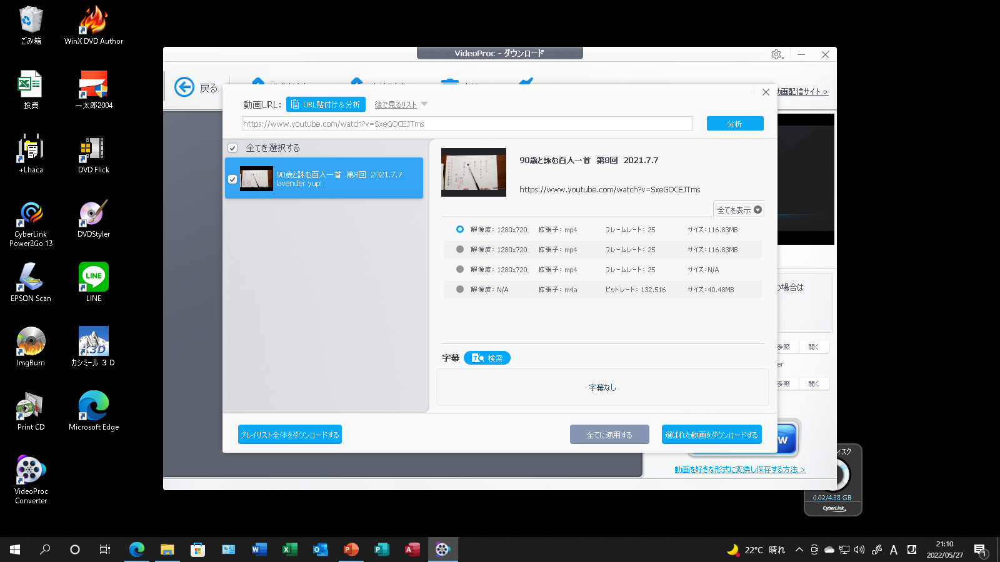 ごみ箱
WinX DVD Author
投資
一太郎2004
+Lhaca
DVD Flick
CyberLink
Power2Go 13
DVDStyler
EPSON Scan
LINE
LINE
ImgBurn
カシミール 3D
Print CD
Microsoft Edge
VideoProc
Converter
VideoProc - ダウンロード
戻る
動画配信サイト >
動画URL:
URL貼付け＆分析
後で見るリスト
https://www.youtube.com/watch?v=SxeGOCEJTms
分析
全てを選択する
90歳と詠む百人一首 第8回 2021.7.7
lavender yupi
90歳と詠む百人一首 第8回 2021.7.7
https://www.youtube.com/watch?v=SxeGOCEJTms
全てを表示
解像度: 1280x720 拡張子: mp4 フレームレート: 25 サイズ:116.83MB
解像度: 1280x720 拡張子: mp4 フレームレート: 25 サイズ:116.83MB
解像度: 1280x720 拡張子: mp4 フレームレート: 25 サイズ:N/A
解像度: N/A 拡張子: m4a ビットレート: 132.516 サイズ:40.48MB
の場合は
参照 開く
er
参照 開く
字幕
検索
字幕なし
プレイリスト全体をダウンロードする
全てに適用する
選ばれた動画をダウンロードする
W
動画を好きな形式に変換し保存する方法 >
ィスク
0.02/4.38 GB
CyberLink
22℃ 晴れ
A
21:10
2022/05/27
1